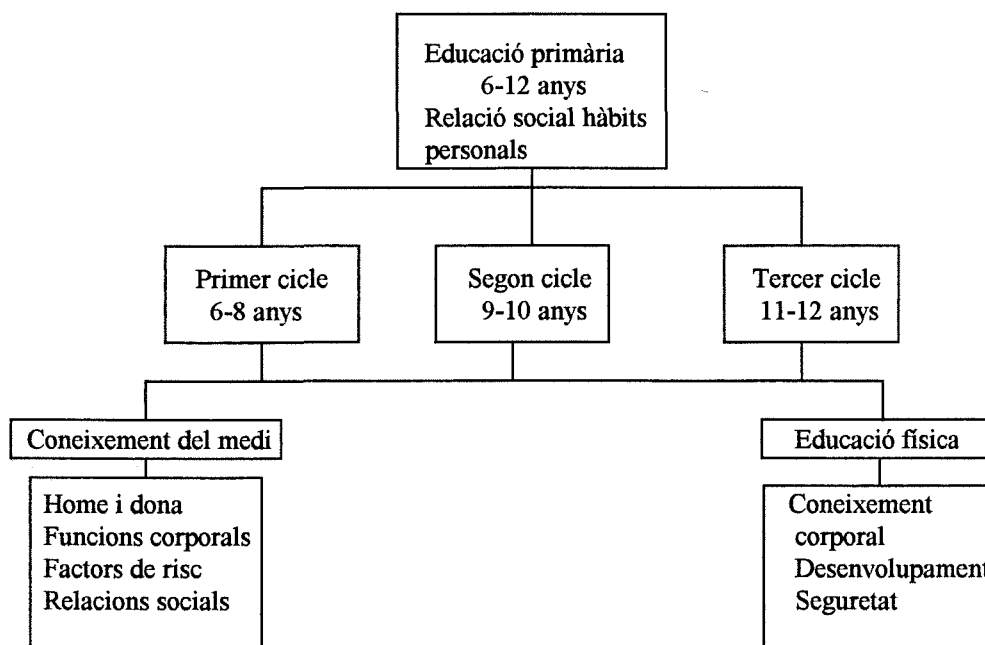 Educació primària
6-12 anys
Relació social hàbits
personals
Primer cicle
6-8 anys
Segon cicle
9-10 anys
Tercer cicle
11-12 anys
Coneixement del medi
Educació física
Home i dona
Funcions corporals
Factors de risc
Relacions socials
Coneixement
corporal
Desenvolupament
Seguretat